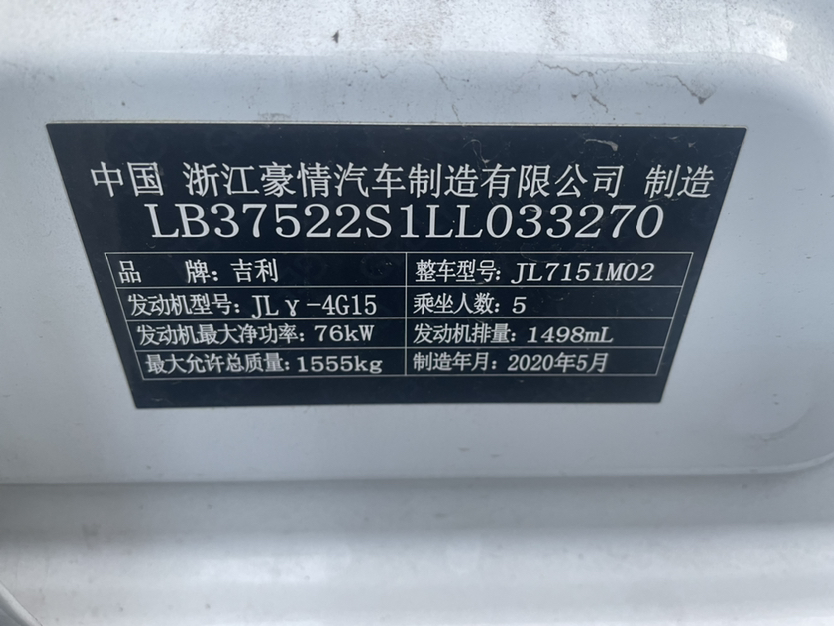 中国 浙江豪情汽车制造有限公司 制造
LB37522S1LL033270
品 牌:吉利 整车型号:JL7151M02
发动机型号:JLγ-4G15 乘坐人数:5
发动机最大净功率:76kW 发动机排量:1498mL
最大允许总质量:1555kg 制造年月:2020年5月